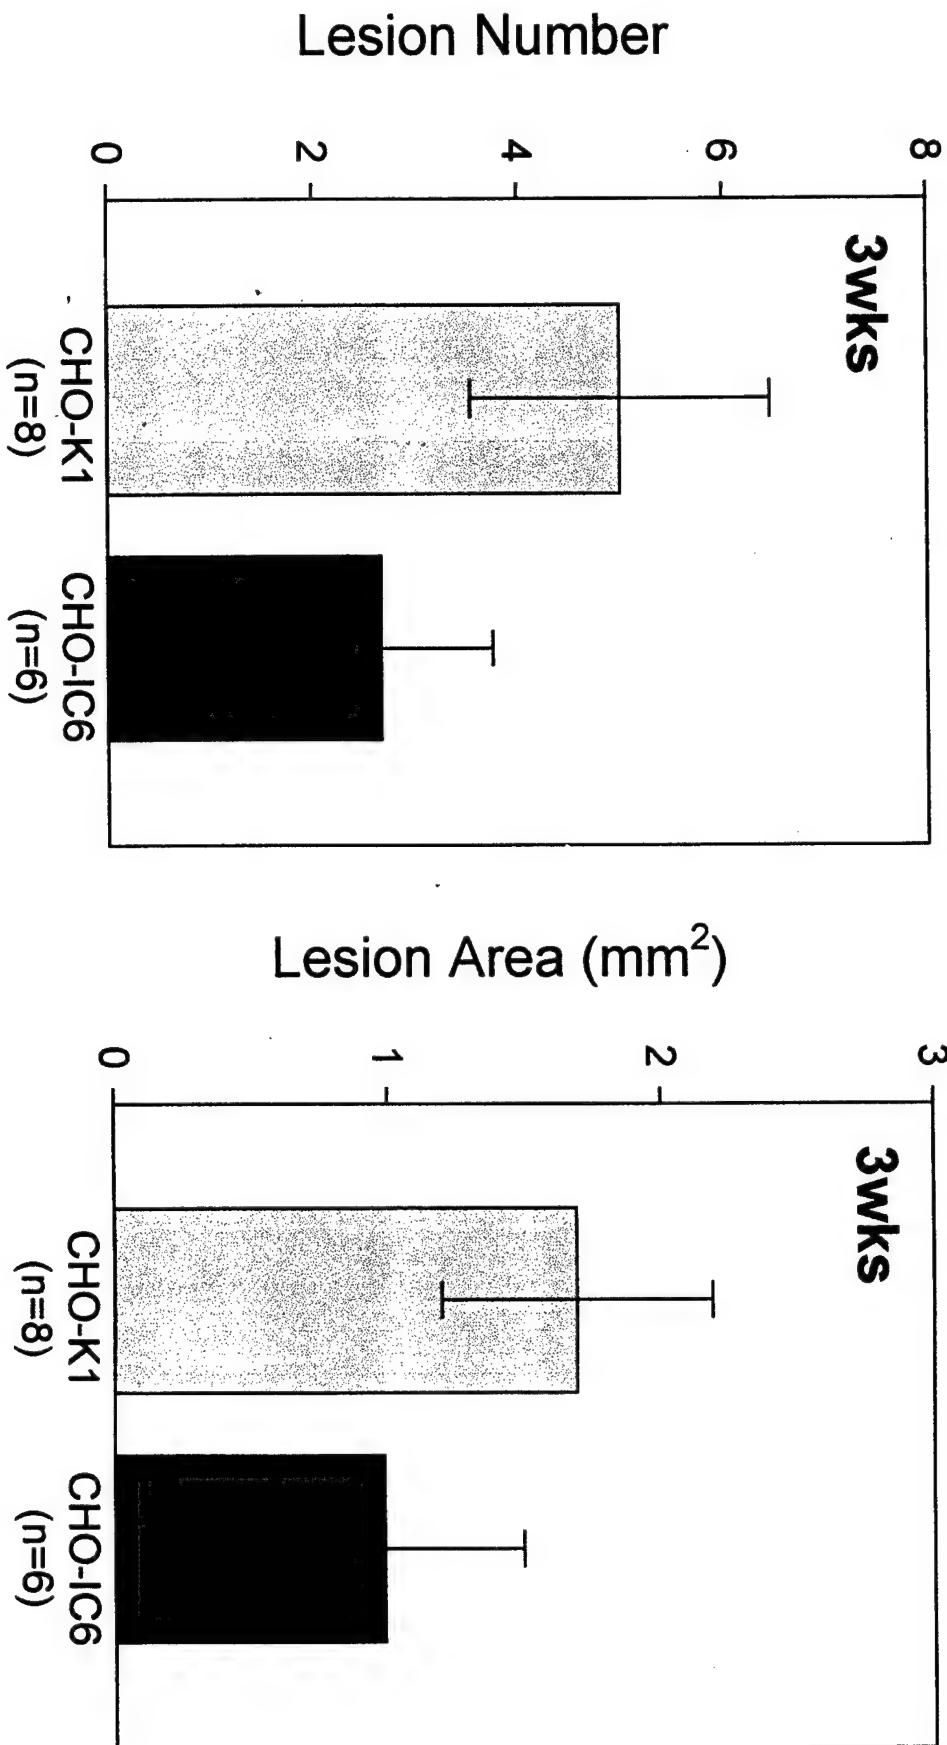 Lesion Number
0
2
4
6
8
3wks
CHO-K1
(n=8)
CHO-IC6
(n=6)
Lesion Area (mm²)
0
1
2
3
3wks
CHO-K1
(n=8)
CHO-IC6
(n=6)